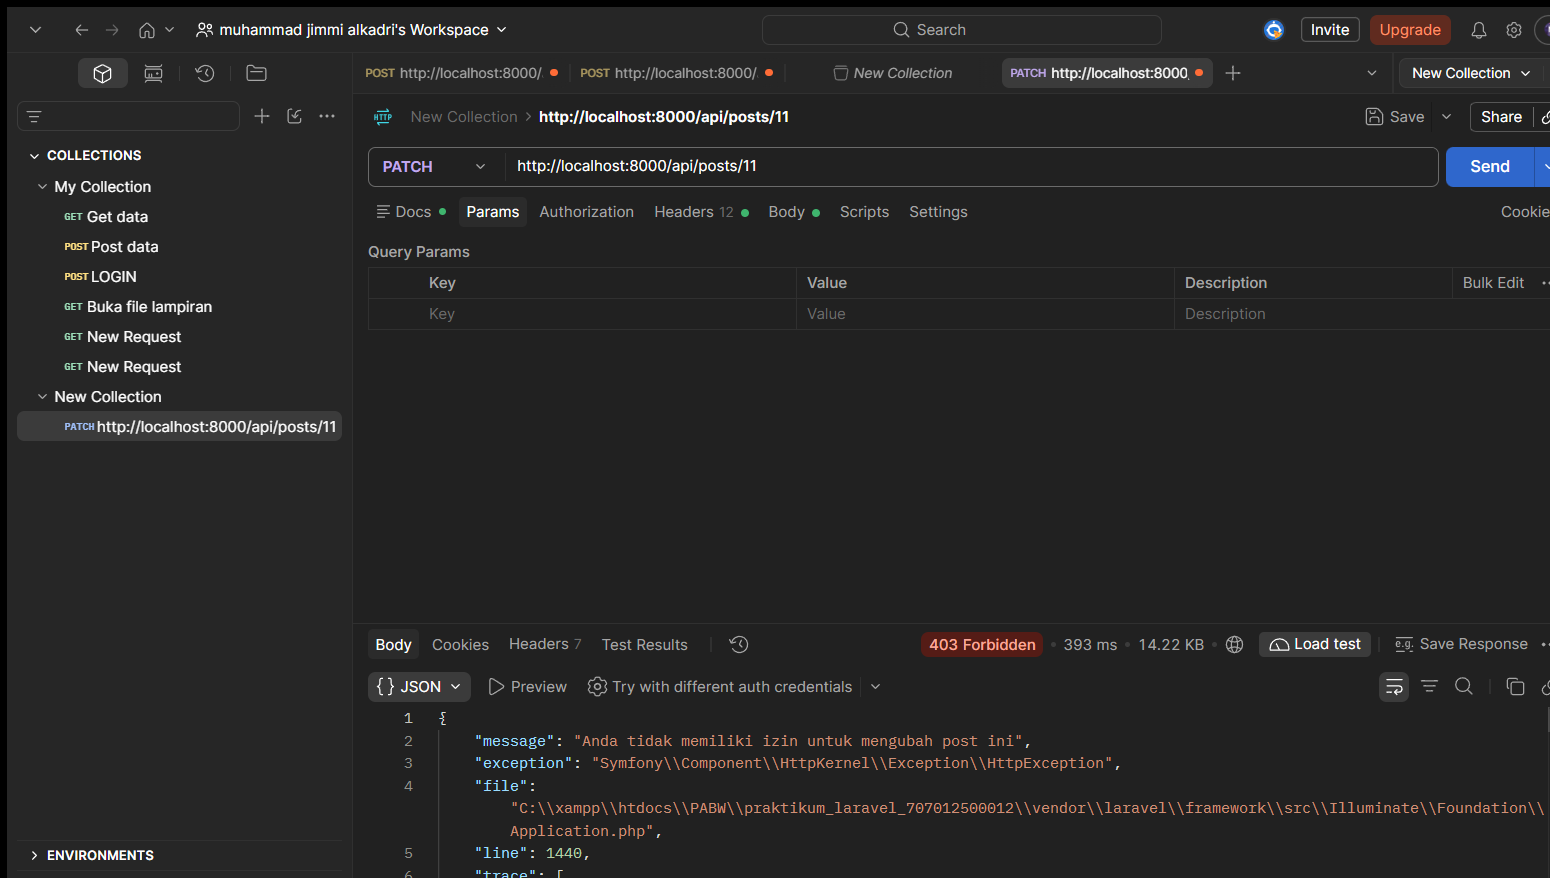 muhammad jimmi alkadri's Workspace
Search
Invite
Upgrade
POST http://localhost:8000/
POST http://localhost:8000/.
New Collection
PATCH http://localhost:8000
New Collection
HTTP New Collection > http://localhost:8000/api/posts/11
Save
Share
COLLECTIONS
My Collection
GET Get data
POST Post data
POST LOGIN
GET Buka file lampiran
GET New Request
GET New Request
New Collection
PATCH http://localhost:8000/api/posts/11
ENVIRONMENTS
PATCH
http://localhost:8000/api/posts/11
Send
Docs
Params
Authorization
Headers 12
Body
Scripts
Settings
Cookie
Query Params
Key Value Description Bulk Edit
Key Value Description
Body
Cookies
Headers 7
Test Results
403 Forbidden • 393 ms • 14.22 KB
Load test
e.g. Save Response
{} JSON
Preview
Try with different auth credentials
1 {
2 "message": "Anda tidak memiliki izin untuk mengubah post ini",
3 "exception": "Symfony\\Component\\HttpKernel\\Exception\\HttpException",
4 "file":
"C:\\xampp\\htdocs\\PABW\\praktikum_laravel_707012500012\\vendor\\laravel\\framework\\src\\Illuminate\\Foundation\\
Application.php",
5 "line": 1440,
6 "trace": [